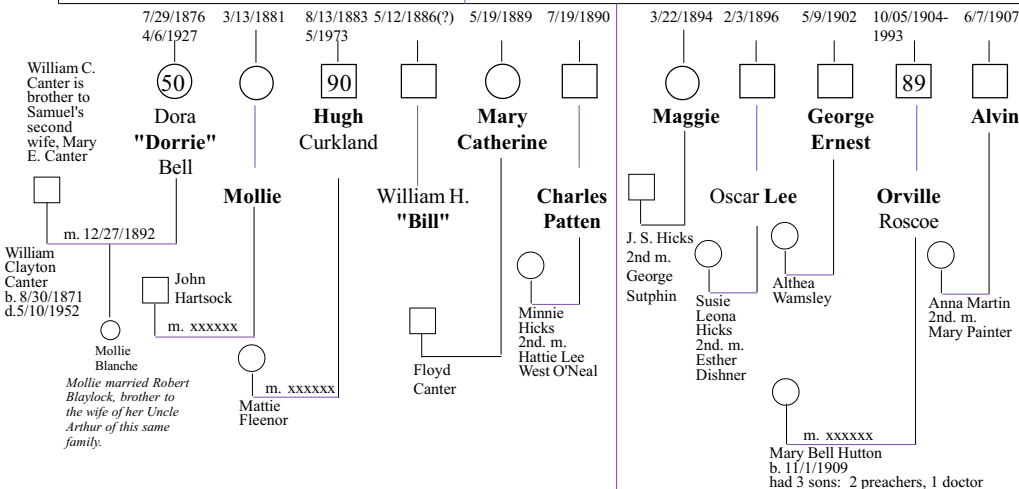 7/29/1876
4/6/1927
3/13/1881
8/13/1883
5/1973
5/12/1886(?)
5/19/1889
7/19/1890
3/22/1894
2/3/1896
5/9/1902
10/05/1904-
1993
6/7/1907
William C.
Canter is
brother to
Samuel's
second
wife, Mary
E. Canter
50
90
89
Dora
"Dorrie"
Bell
Mollie
Hugh
Curkland
William H.
"Bill"
Mary
Catherine
Charles
Patten
Maggie
Oscar Lee
George
Ernest
Orville
Roscoe
Alvin
m. 12/27/1892
William
Clayton
Canter
b. 8/30/1871
d.5/10/1952
Mollie
Blanche
Mollie married Robert
Blaylock, brother to
the wife of her Uncle
Arthur of this same
family.
John
Hartsock
m. xxxxxx
m. xxxxxx
Mattie
Fleenor
Floyd
Canter
Minnie
Hicks
2nd. m.
Hattie Lee
West O'Neal
J. S. Hicks
2nd m.
George
Sutphin
Susie
Leona
Hicks
2nd. m.
Esther
Dishner
Althea
Wamsley
m. xxxxxx
Mary Bell Hutton
b. 11/1/1909
had 3 sons: 2 preachers, 1 doctor
Anna Martin
2nd. m.
Mary Painter